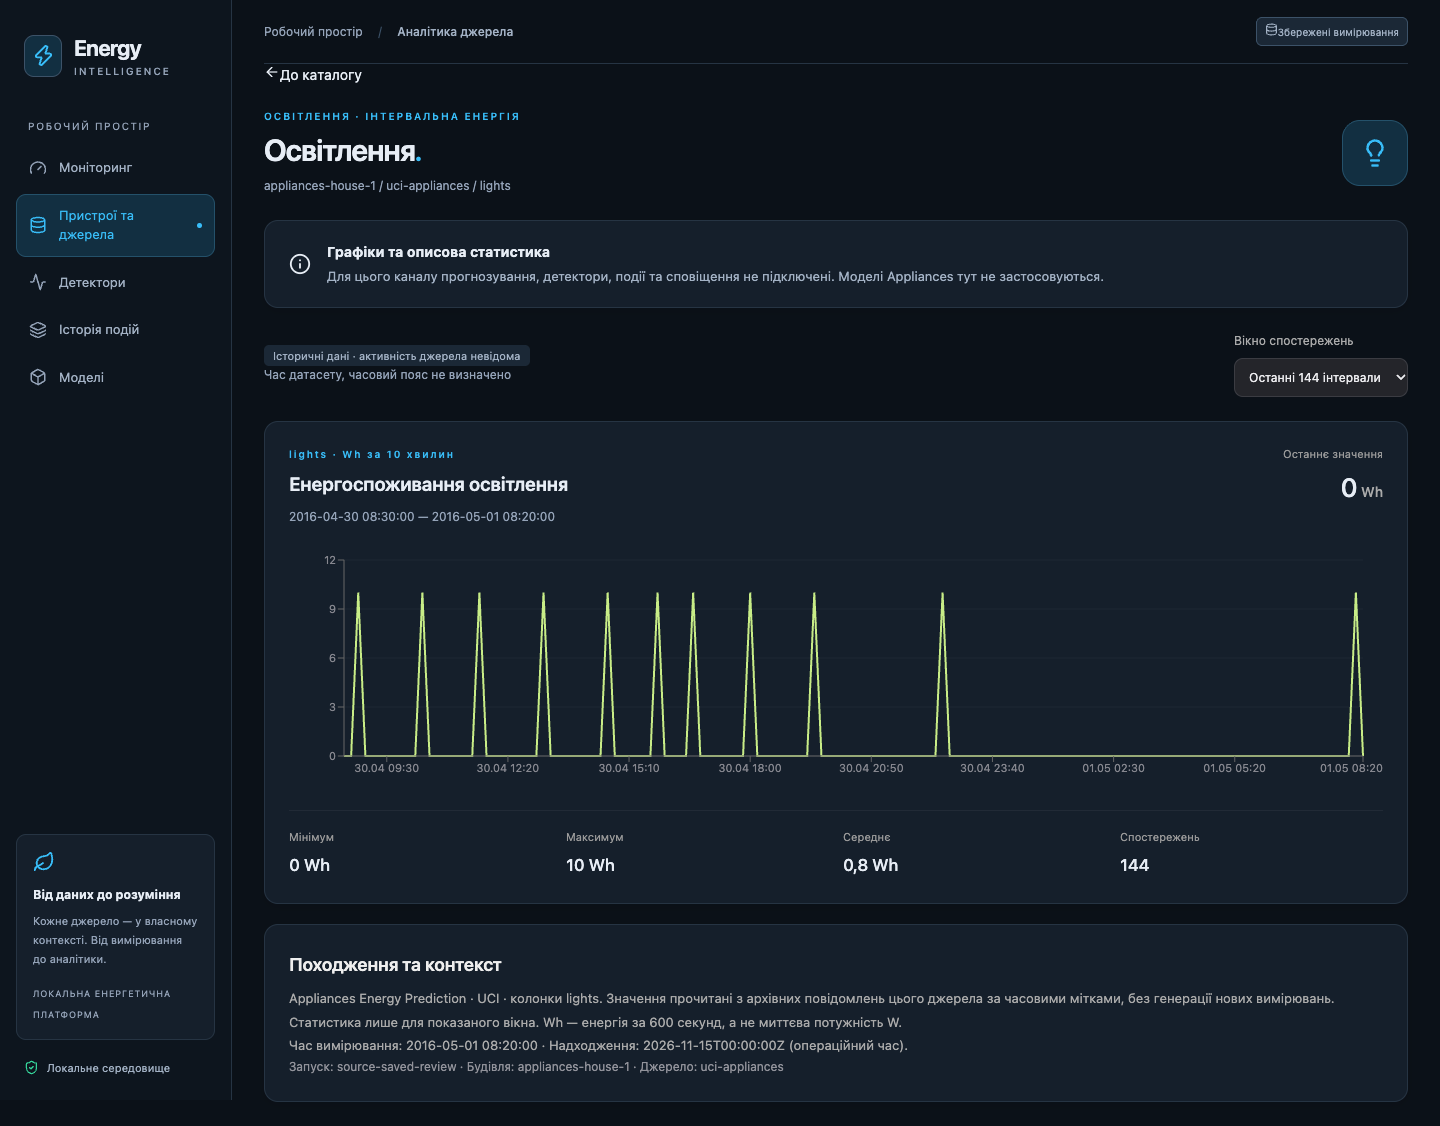 Energy
INTELLIGENCE
РОБОЧИЙ ПРОСТІР
Моніторинг
Пристрої та
джерела
Детектори
Історія подій
Моделі
Від даних до розуміння
Кожне джерело — у власному
контексті. Від вимірювання
до аналітики.
ЛОКАЛЬНА ЕНЕРГЕТИЧНА
ПЛАТФОРМА
Локальне середовище
Робочий простір / Аналітика джерела
Збережені вимірювання
До каталогу
ОСВІТЛЕННЯ · ІНТЕРВАЛЬНА ЕНЕРГІЯ
Освітлення.
appliances-house-1 / uci-appliances / lights
Графіки та описова статистика
Для цього каналу прогнозування, детектори, події та сповіщення не підключені. Моделі Appliances тут не застосовуються.
Історичні дані · активність джерела невідома
Час датасету, часовий пояс не визначено
Вікно спостережень
Останні 144 інтервали
lights · Wh за 10 хвилин
Енергоспоживання освітлення
2016-04-30 08:30:00 — 2016-05-01 08:20:00
Останнє значення
0 Wh
12
9
6
3
0
30.04 09:30 30.04 12:20 30.04 15:10 30.04 18:00 30.04 20:50 30.04 23:40 01.05 02:30 01.05 05:20 01.05 08:20
Мінімум Максимум Середнє Спостережень
0 Wh 10 Wh 0,8 Wh 144
Походження та контекст
Appliances Energy Prediction · UCI · колонки lights. Значення прочитані з архівних повідомлень цього джерела за часовими мітками, без генерації нових вимірювань.
Статистика лише для показаного вікна. Wh — енергія за 600 секунд, а не миттєва потужність W.
Час вимірювання: 2016-05-01 08:20:00 · Надходження: 2026-11-15T00:00:00Z (операційний час).
Запуск: source-saved-review · Будівля: appliances-house-1 · Джерело: uci-appliances